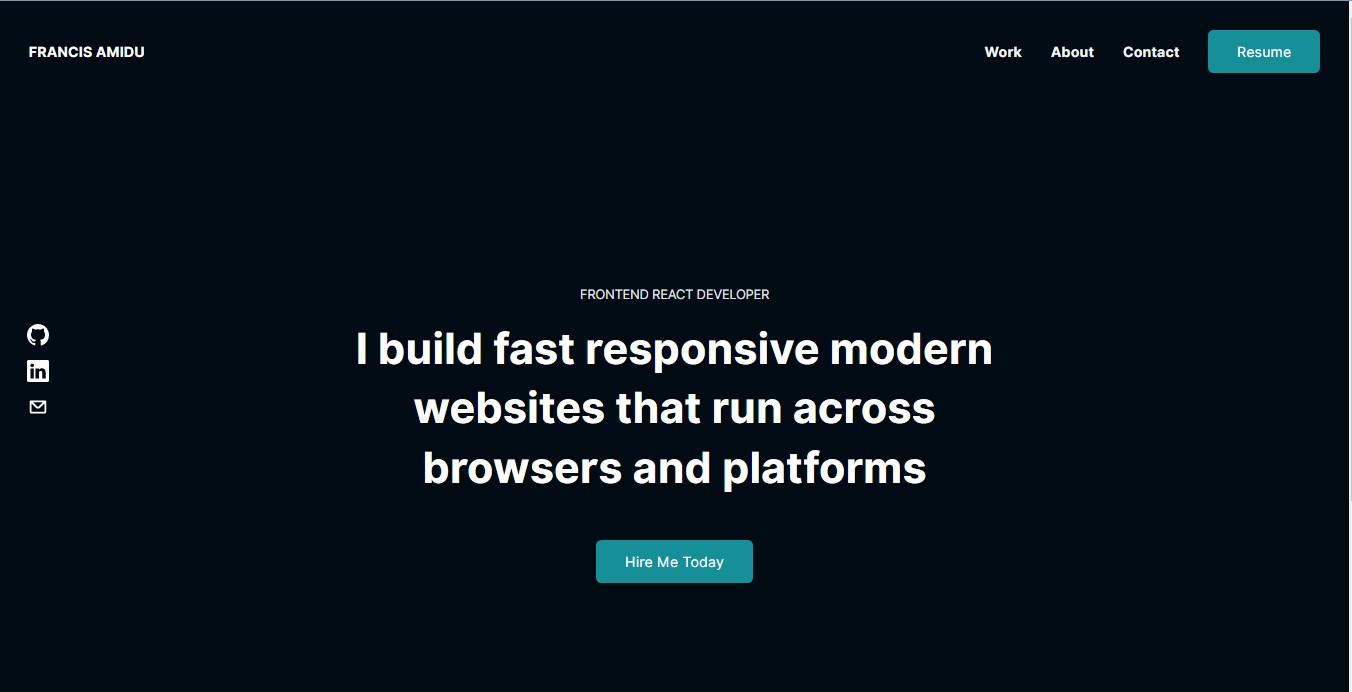 FRANCIS AMIDU
Work About Contact Resume
FRONTEND REACT DEVELOPER
I build fast responsive modern
websites that run across
browsers and platforms
in
Hire Me Today